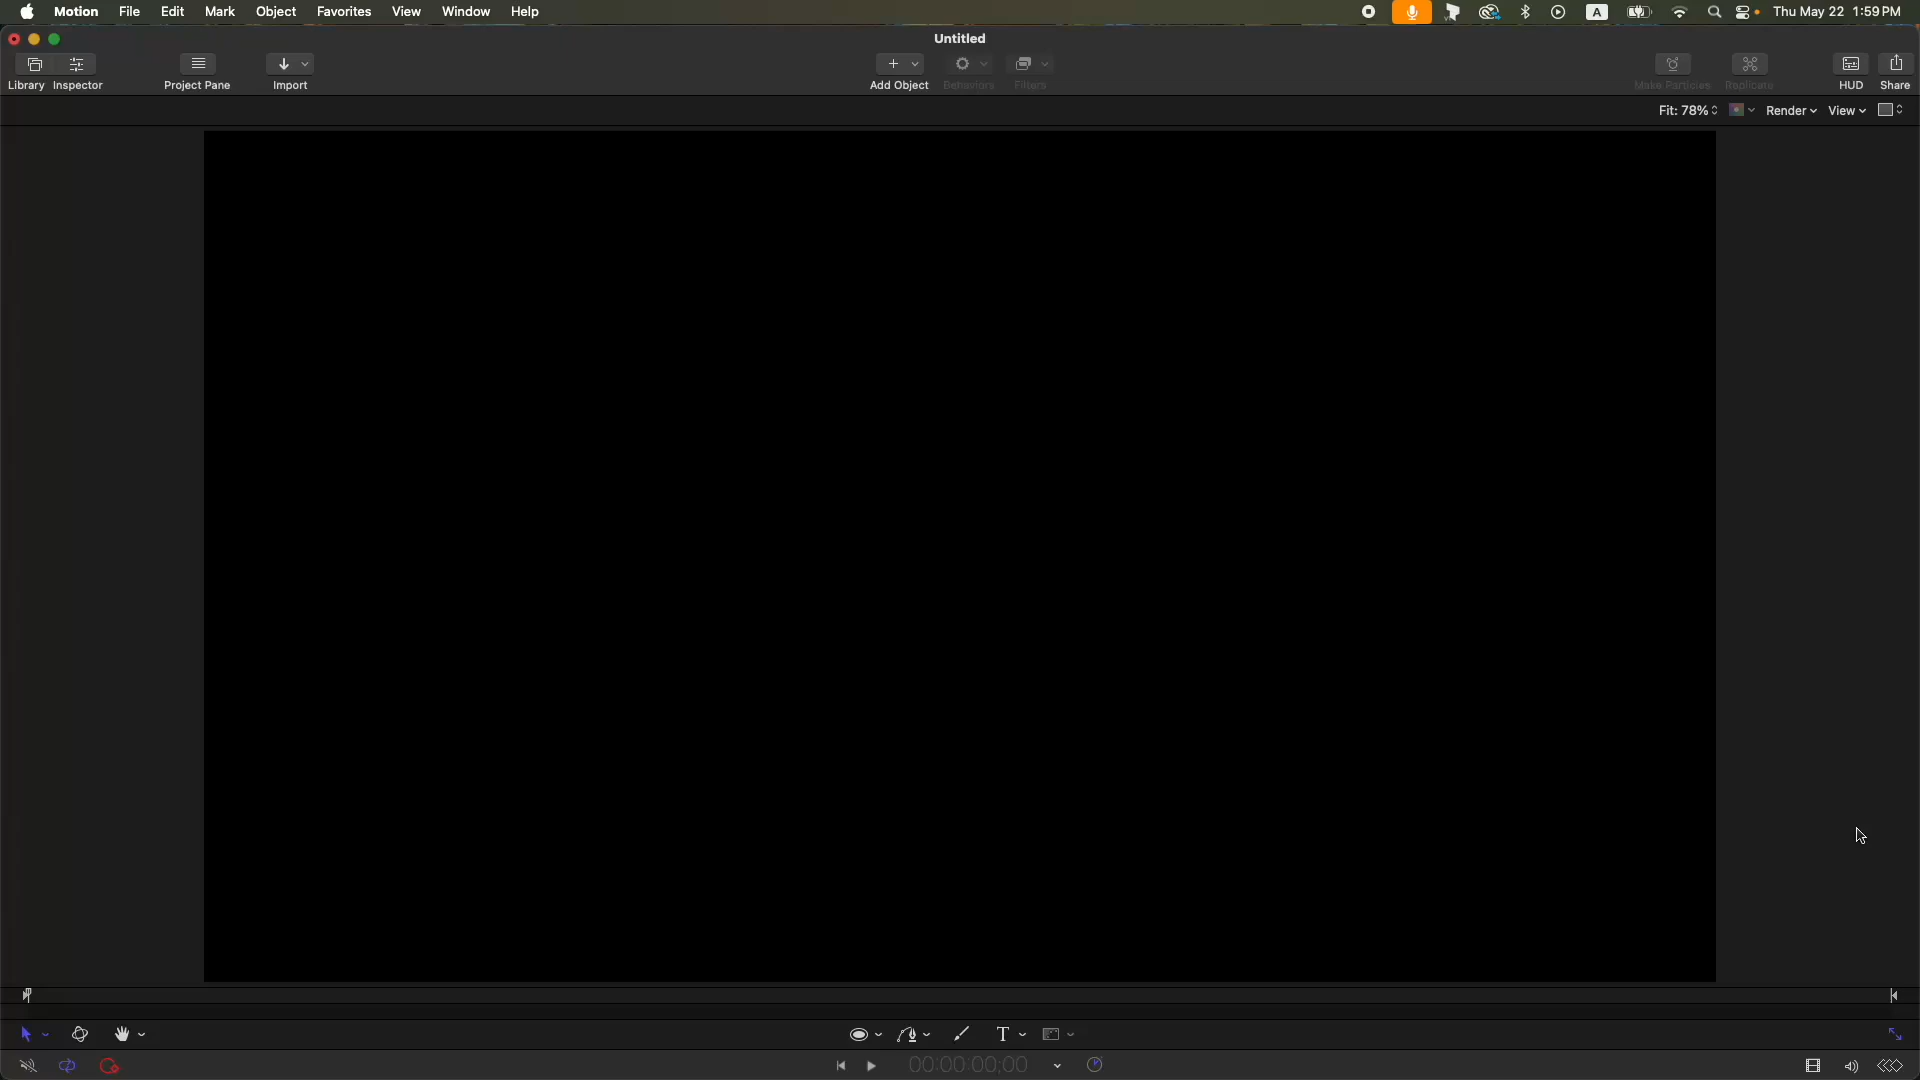 Motion File Edit Mark Object Favorites View Window Help A Thu May 22 1:59 PM
Untitled
Library Inspector Project Pane Import Add Object Behaviors Filters Make Particles Replicate HUD Share
Fit: 78% Render View
T
00:00:00;00